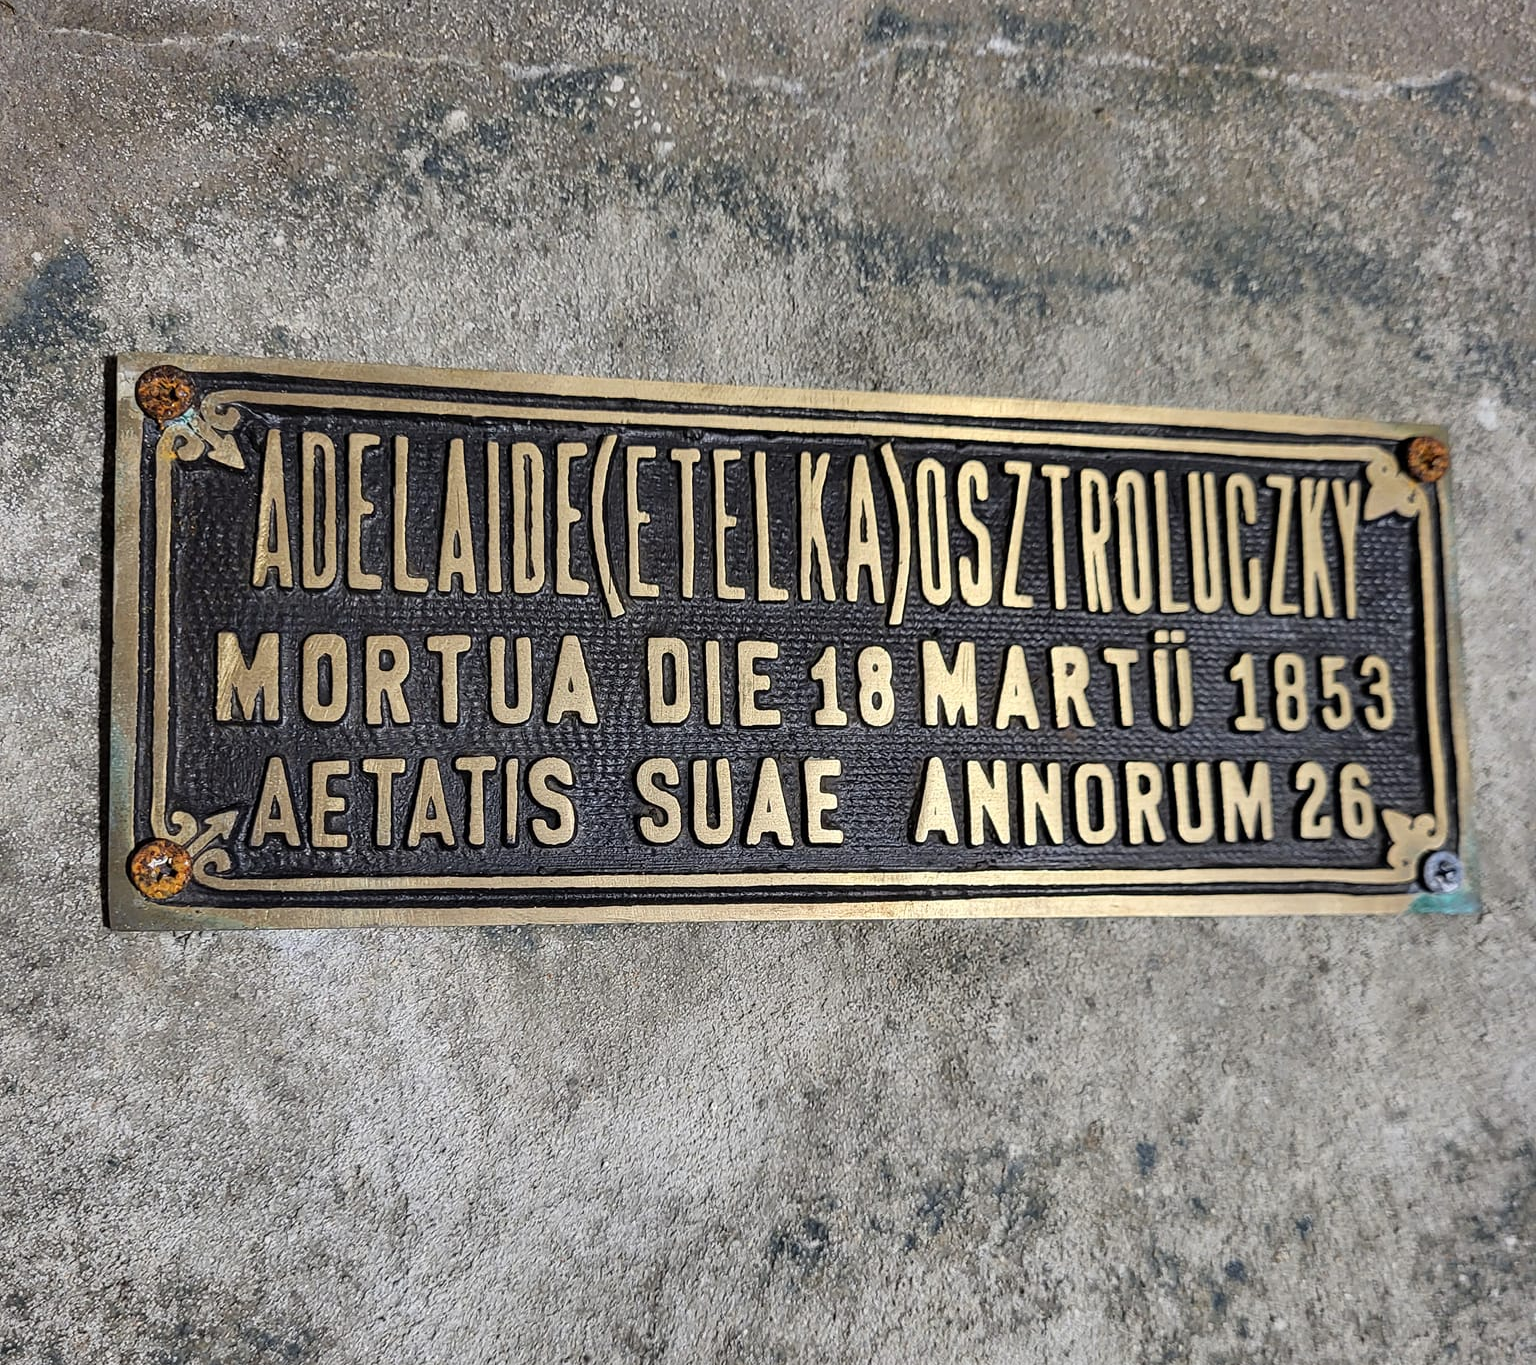 ADELAIDE(ETELKA)OSZTROLUCZKY
MORTUA DIE 18 MARTÜ 1853
AETATIS SUAE ANNORUM 26